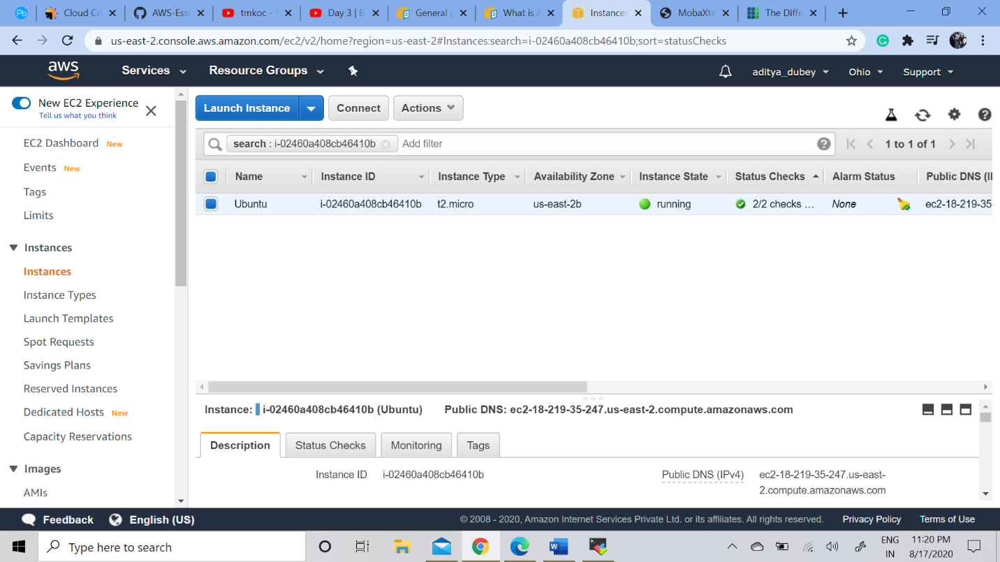 Cloud Co
AWS-Ess
tmkoc - Y
Day 3 | B
General p
What is A
Instances
MobaXte
The Diffe
us-east-2.console.aws.amazon.com/ec2/v2/home?region=us-east-2#Instances:search=i-02460a408cb46410b;sort=statusChecks
aws Services Resource Groups aditya_dubey Ohio Support
New EC2 Experience
Tell us what you think
EC2 Dashboard New
Events New
Tags
Limits
Instances
Instances
Instance Types
Launch Templates
Spot Requests
Savings Plans
Reserved Instances
Dedicated Hosts New
Capacity Reservations
Images
AMIs
Launch Instance Connect Actions
search : i-02460a408cb46410b Add filter 1 to 1 of 1
Name Instance ID Instance Type Availability Zone Instance State Status Checks Alarm Status Public DNS (I
Ubuntu i-02460a408cb46410b t2.micro us-east-2b running 2/2 checks ... None ec2-18-219-35
Instance: i-02460a408cb46410b (Ubuntu) Public DNS: ec2-18-219-35-247.us-east-2.compute.amazonaws.com
Description Status Checks Monitoring Tags
Instance ID i-02460a408cb46410b Public DNS (IPv4) ec2-18-219-35-247.us-east-
2.compute.amazonaws.com
Feedback English (US) © 2008 - 2020, Amazon Internet Services Private Ltd. or its affiliates. All rights reserved. Privacy Policy Terms of Use
Type here to search
ENG 11:20 PM
IN 8/17/2020